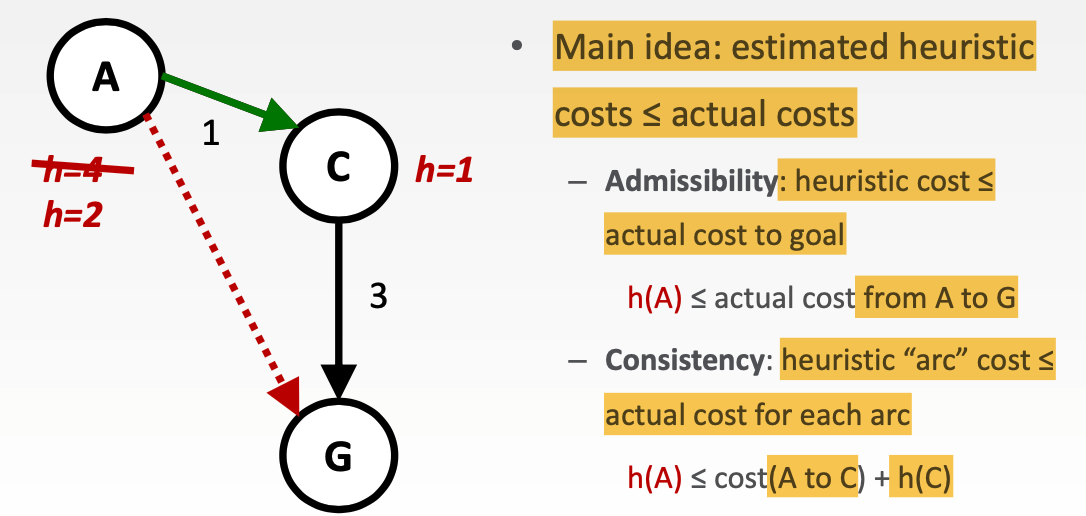 A
1
C
h=4
h=2
h=1
3
G
• Main idea: estimated heuristic
costs ≤ actual costs
– Admissibility: heuristic cost ≤
actual cost to goal
h(A) ≤ actual cost from A to G
– Consistency: heuristic “arc” cost ≤
actual cost for each arc
h(A) ≤ cost(A to C) + h(C)